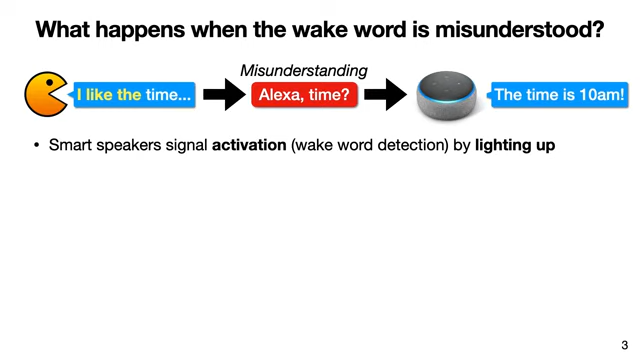 What happens when the wake word is misunderstood?
Misunderstanding
I like the time...
Alexa, time?
The time is 10am!
• Smart speakers signal activation (wake word detection) by lighting up
3